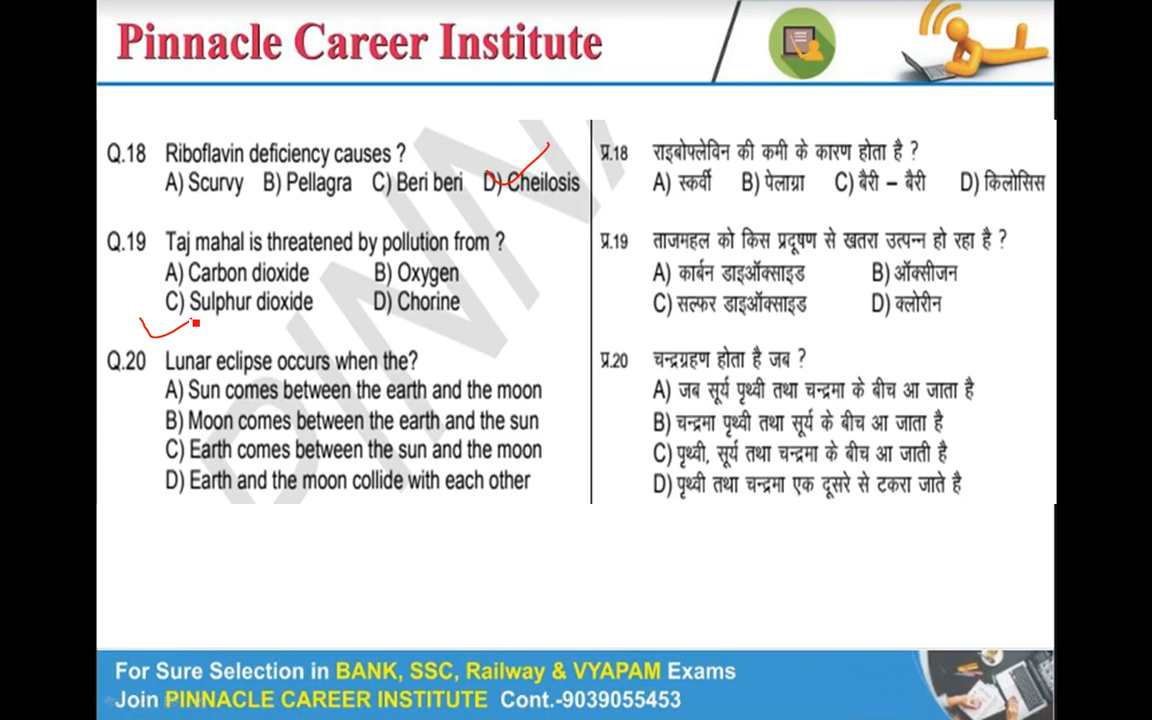 Pinnacle Career Institute
Q.18 Riboflavin deficiency causes ?
A) Scurvy B) Pellagra C) Beri beri D) Cheilosis
Q.19 Taj mahal is threatened by pollution from ?
A) Carbon dioxide B) Oxygen
C) Sulphur dioxide D) Chorine
Q.20 Lunar eclipse occurs when the?
A) Sun comes between the earth and the moon
B) Moon comes between the earth and the sun
C) Earth comes between the sun and the moon
D) Earth and the moon collide with each other
प्र.18 राइबोफ्लेविन की कमी के कारण होता है ?
A) स्कर्वी B) पेलाग्रा C) बैरी – बैरी D) किलोसिस
प्र.19 ताजमहल को किस प्रदूषण से खतरा उत्पन्न हो रहा है ?
A) कार्बन डाइऑक्साइड B) ऑक्सीजन
C) सल्फर डाइऑक्साइड D) क्लोरीन
प्र.20 चन्द्रग्रहण होता है जब ?
A) जब सूर्य पृथ्वी तथा चन्द्रमा के बीच आ जाता है
B) चन्द्रमा पृथ्वी तथा सूर्य के बीच आ जाता है
C) पृथ्वी, सूर्य तथा चन्द्रमा के बीच आ जाती है
D) पृथ्वी तथा चन्द्रमा एक दूसरे से टकरा जाते है
For Sure Selection in BANK, SSC, Railway & VYAPAM Exams
Join PINNACLE CAREER INSTITUTE Cont.-9039055453